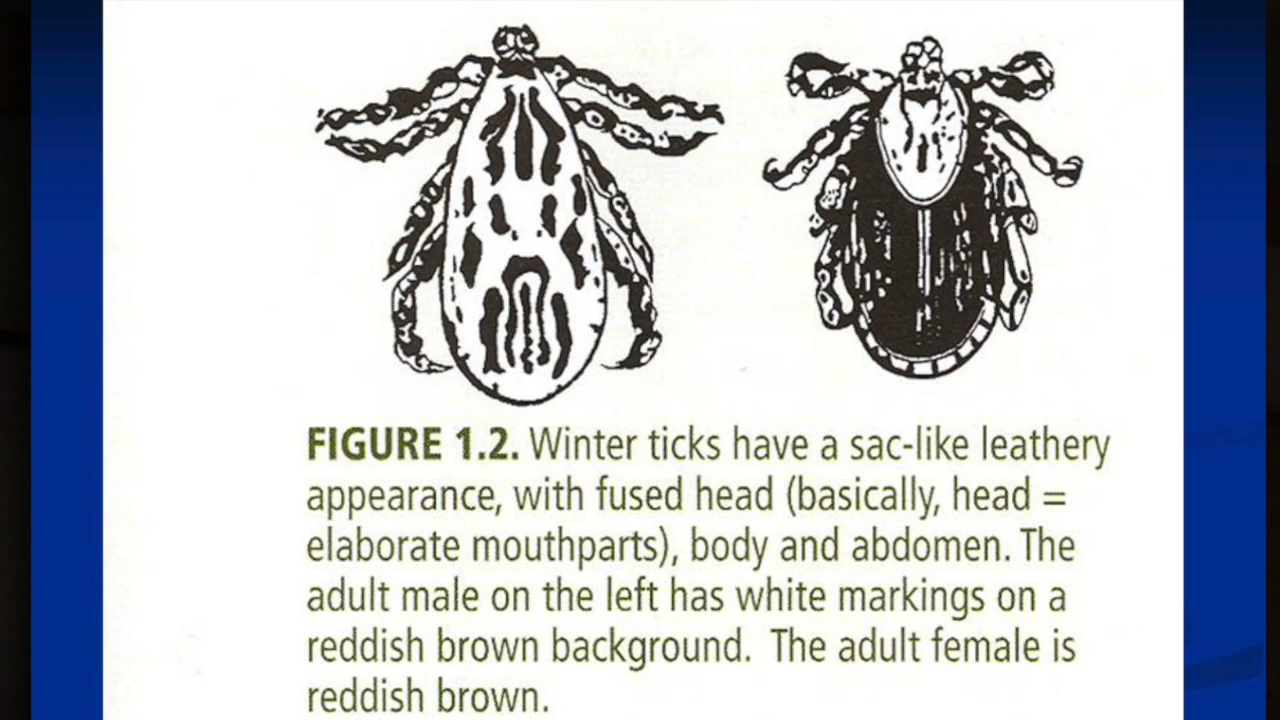 FIGURE 1.2. Winter ticks have a sac-like leathery
appearance, with fused head (basically, head =
elaborate mouthparts), body and abdomen. The
adult male on the left has white markings on a
reddish brown background. The adult female is
reddish brown.